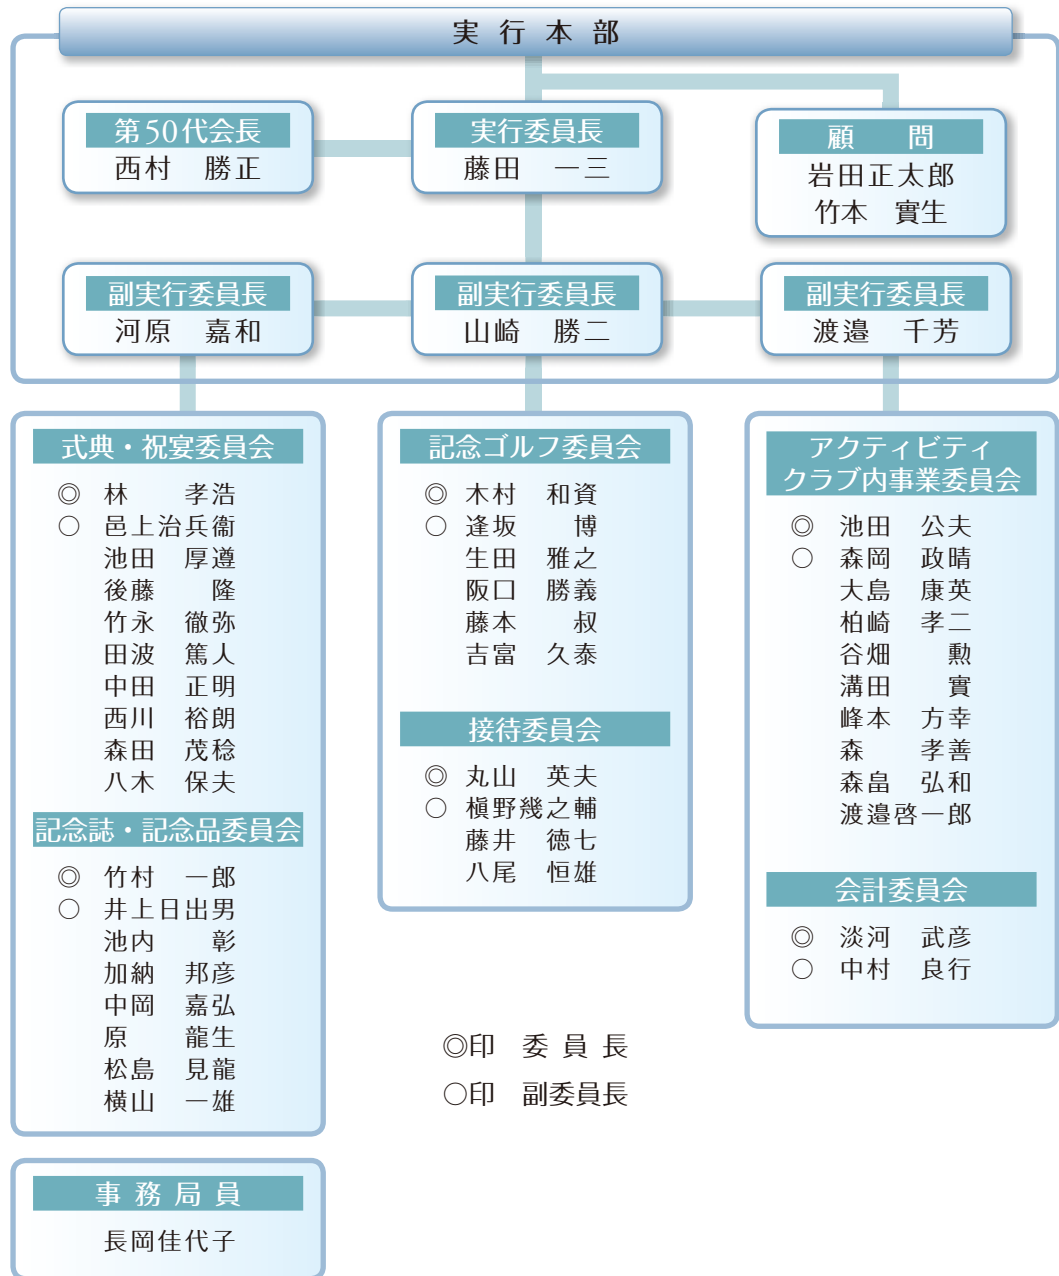 実行本部
第50代会長
西村　勝正
実行委員長
藤田　一三
顧　問
岩田正太郎
竹本　實生
副実行委員長
河原　嘉和
副実行委員長
山崎　勝二
副実行委員長
渡邉　千芳
式典・祝宴委員会
◎　林　　孝浩
○　邑上治兵衞
池田　厚遵
後藤　　隆
竹永　徹弥
田波　篤人
中田　正明
西川　裕朗
森田　茂稔
八木　保夫
記念誌・記念品委員会
◎　竹村　一郎
○　井上日出男
池内　　彰
加納　邦彦
中岡　嘉弘
原　　龍生
松島　見龍
横山　一雄
記念ゴルフ委員会
◎　木村　和資
○　逢坂　　博
生田　雅之
阪口　勝義
藤本　　叔
吉富　久泰
接待委員会
◎　丸山　英夫
○　槇野幾之輔
藤井　徳七
八尾　恒雄
アクティビティ
クラブ内事業委員会
◎　池田　公夫
○　森岡　政晴
大島　康英
柏崎　孝二
谷畑　　勲
溝田　　實
峰本　方幸
森　　孝善
森畠　弘和
渡邉啓一郎
会計委員会
◎　淡河　武彦
○　中村　良行
◎印　委員長
○印　副委員長
事務局員
長岡佳代子